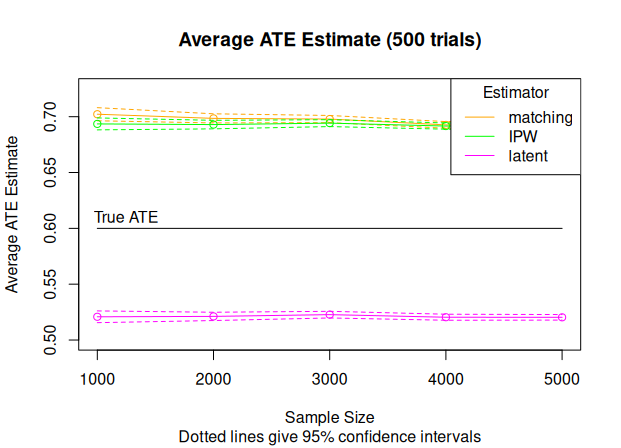 Average ATE Estimate (500 trials)
Average ATE Estimate
0.50 0.55 0.60 0.65 0.70
Estimator
matching
IPW
latent
True ATE
1000 2000 3000 4000 5000
Sample Size
Dotted lines give 95% confidence intervals